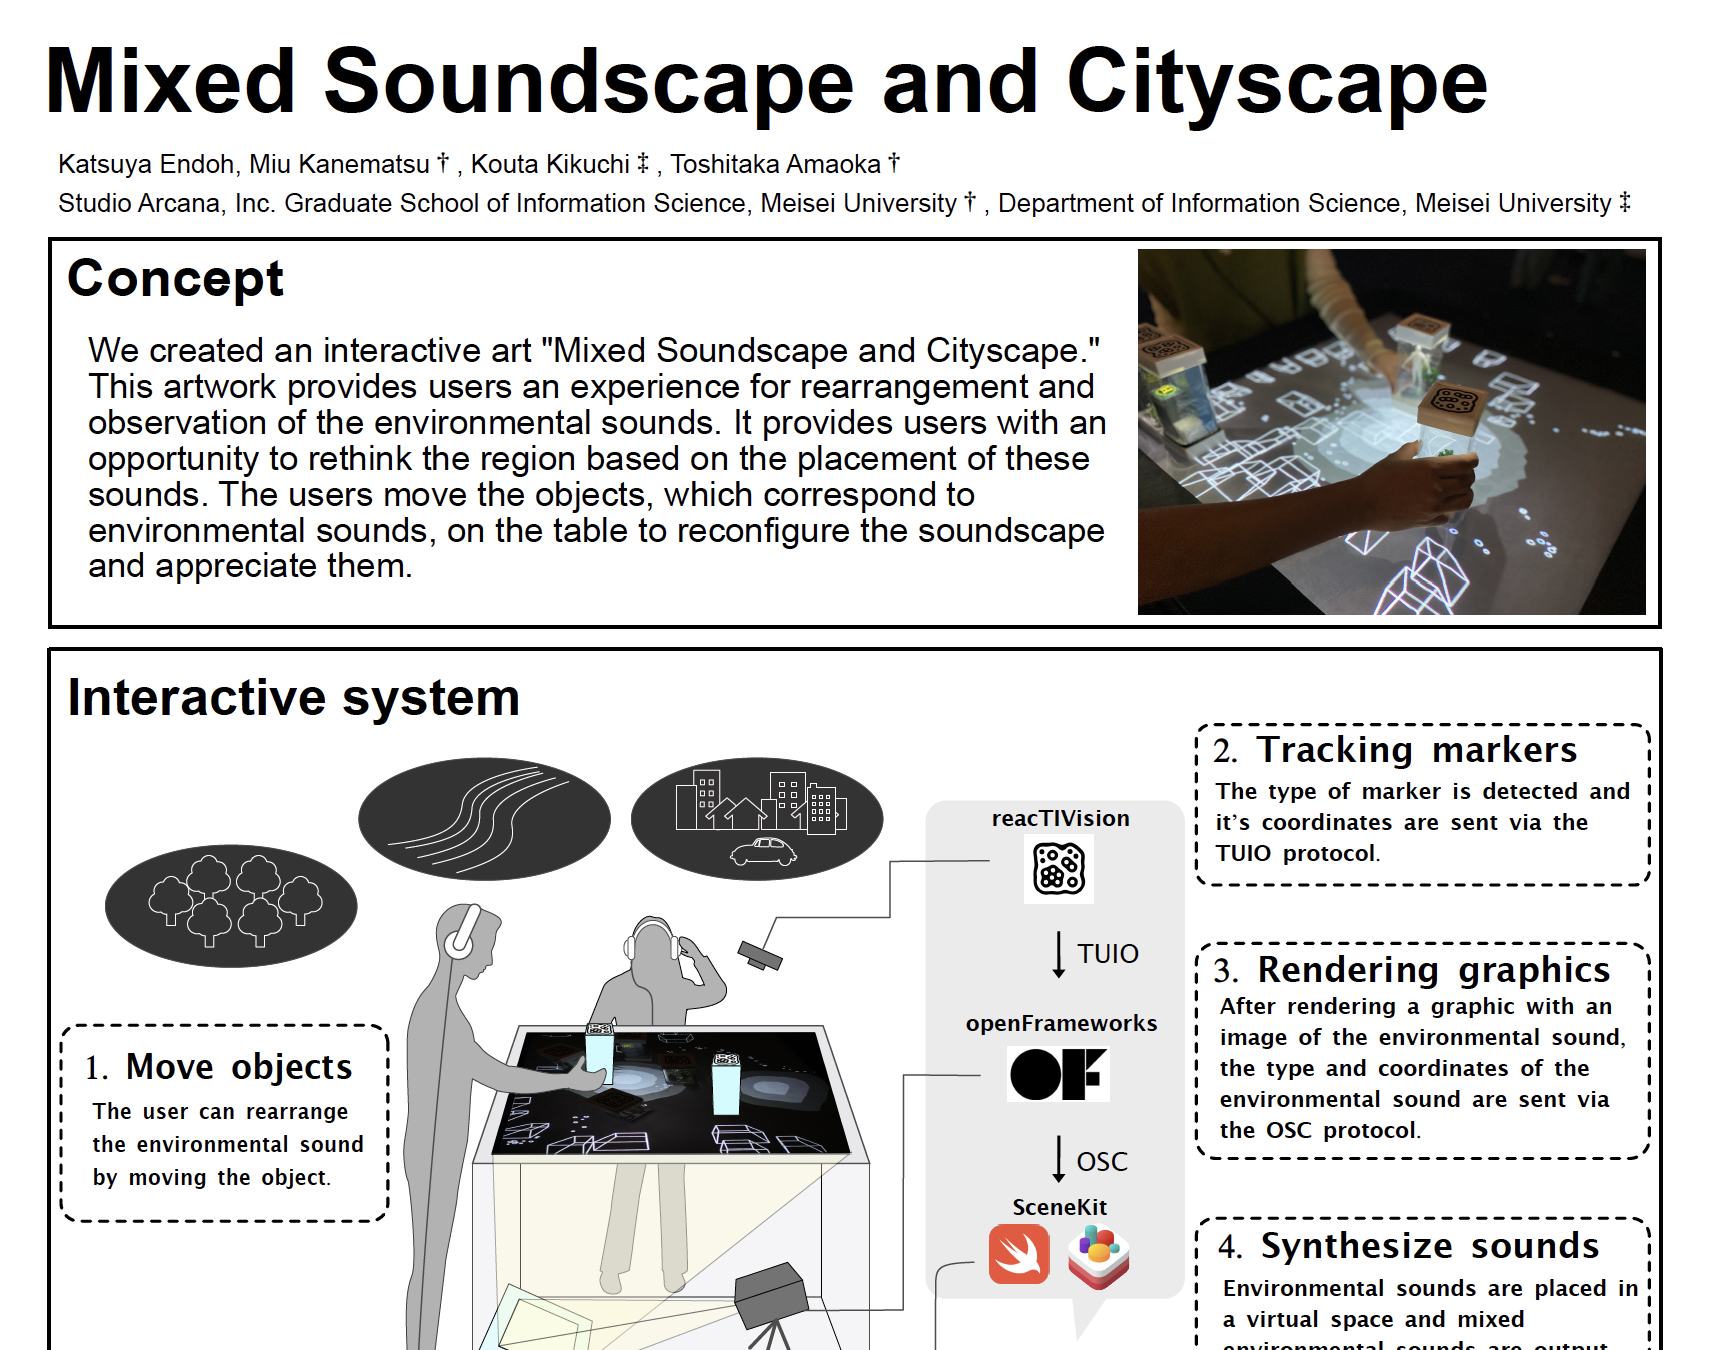 Mixed Soundscape and Cityscape
Katsuya Endoh, Miu Kanematsu † , Kouta Kikuchi ‡ , Toshitaka Amaoka †
Studio Arcana, Inc. Graduate School of Information Science, Meisei University † , Department of Information Science, Meisei University ‡
Concept
We created an interactive art "Mixed Soundscape and Cityscape."
This artwork provides users an experience for rearrangement and
observation of the environmental sounds. It provides users with an
opportunity to rethink the region based on the placement of these
sounds. The users move the objects, which correspond to
environmental sounds, on the table to reconfigure the soundscape
and appreciate them.
Interactive system
1. Move objects
The user can rearrange
the environmental sound
by moving the object.
reacTIVision
TUIO
openFrameworks
OF
OSC
SceneKit
2. Tracking markers
The type of marker is detected and
it's coordinates are sent via the
TUIO protocol.
3. Rendering graphics
After rendering a graphic with an
image of the environmental sound,
the type and coordinates of the
environmental sound are sent via
the OSC protocol.
4. Synthesize sounds
Environmental sounds are placed in
a virtual space and mixed
environmental sounds are output